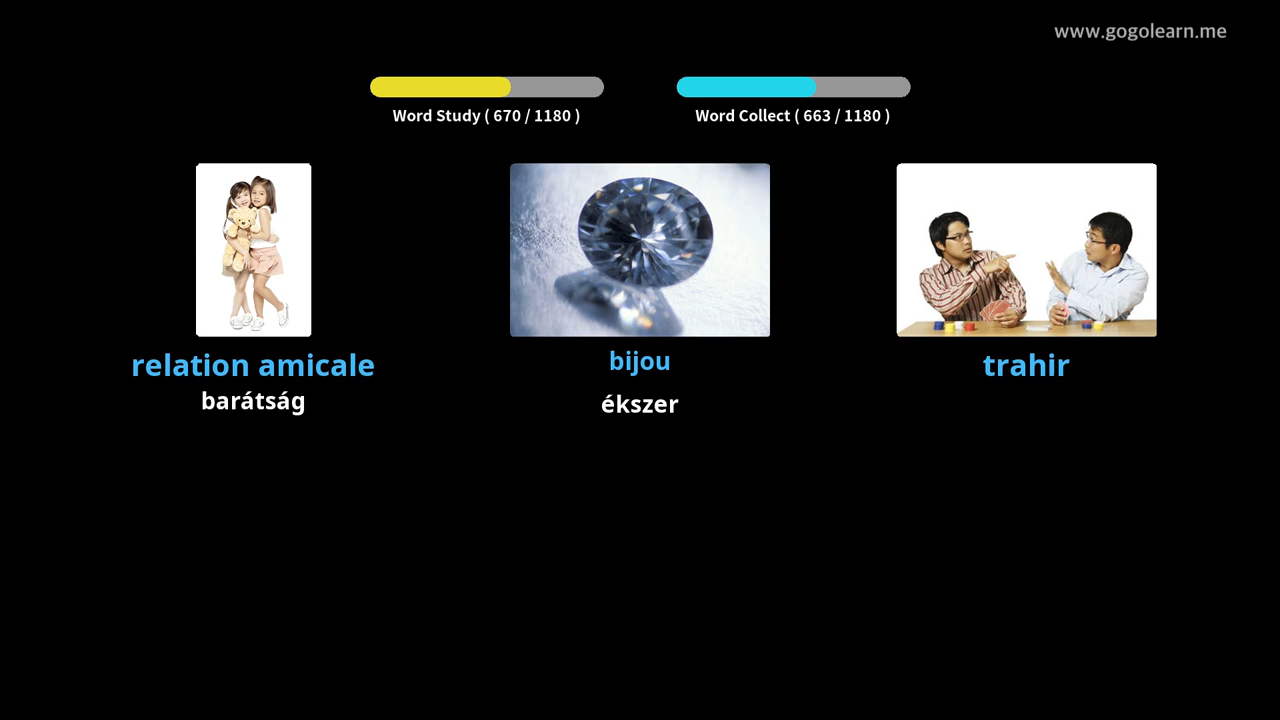 www.gogolearn.me
Word Study ( 670 / 1180 )
Word Collect ( 663 / 1180 )
relation amicale
barátság
bijou
ékszer
trahir